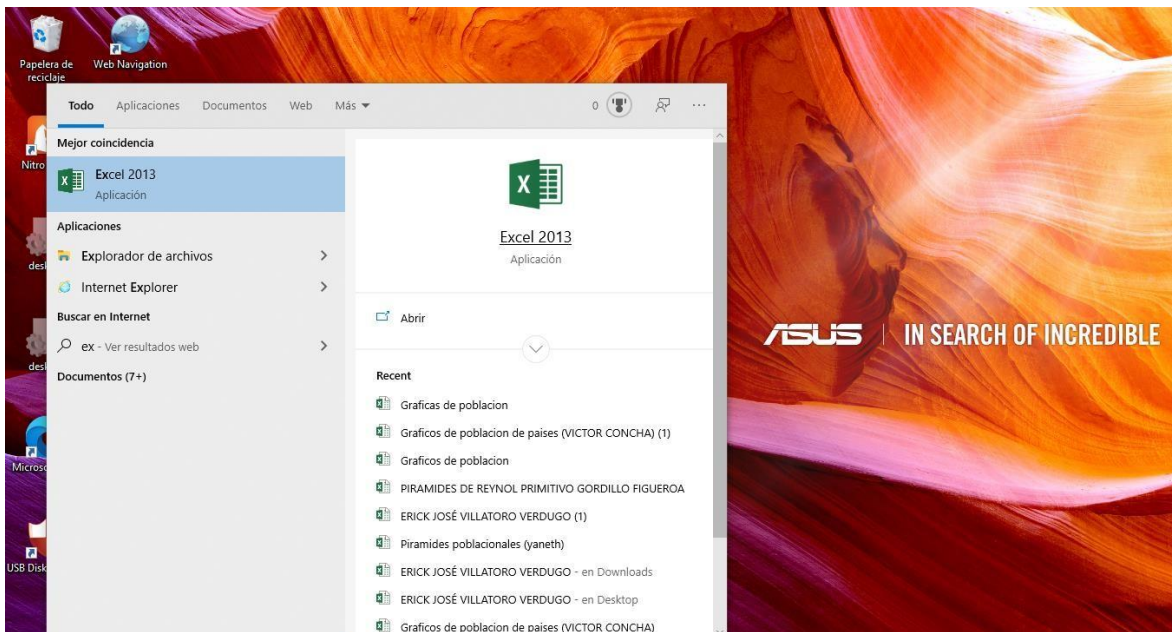 Papelera de
reciclaje
Web Navigation
Todo Aplicaciones Documentos Web Más
0
Mejor coincidencia
Nitro
Excel 2013
Aplicación
Aplicaciones
Explorador de archivos
Internet Explorer
Buscar en Internet
ex - Ver resultados web
Documentos (7+)
Excel 2013
Aplicación
Abrir
Recent
Graficas de poblacion
Graficos de poblacion de paises (VICTOR CONCHA) (1)
Graficos de poblacion
PIRAMIDES DE REYNOL PRIMITIVO GORDILLO FIGUEROA
ERICK JOSÉ VILLATORO VERDUGO (1)
Piramides poblacionales (yaneth)
ERICK JOSÉ VILLATORO VERDUGO - en Downloads
ERICK JOSÉ VILLATORO VERDUGO - en Desktop
Graficos de poblacion de paises (VICTOR CONCHA)
desk
desk
Micros
USB Disk
ASUS IN SEARCH OF INCREDIBLE